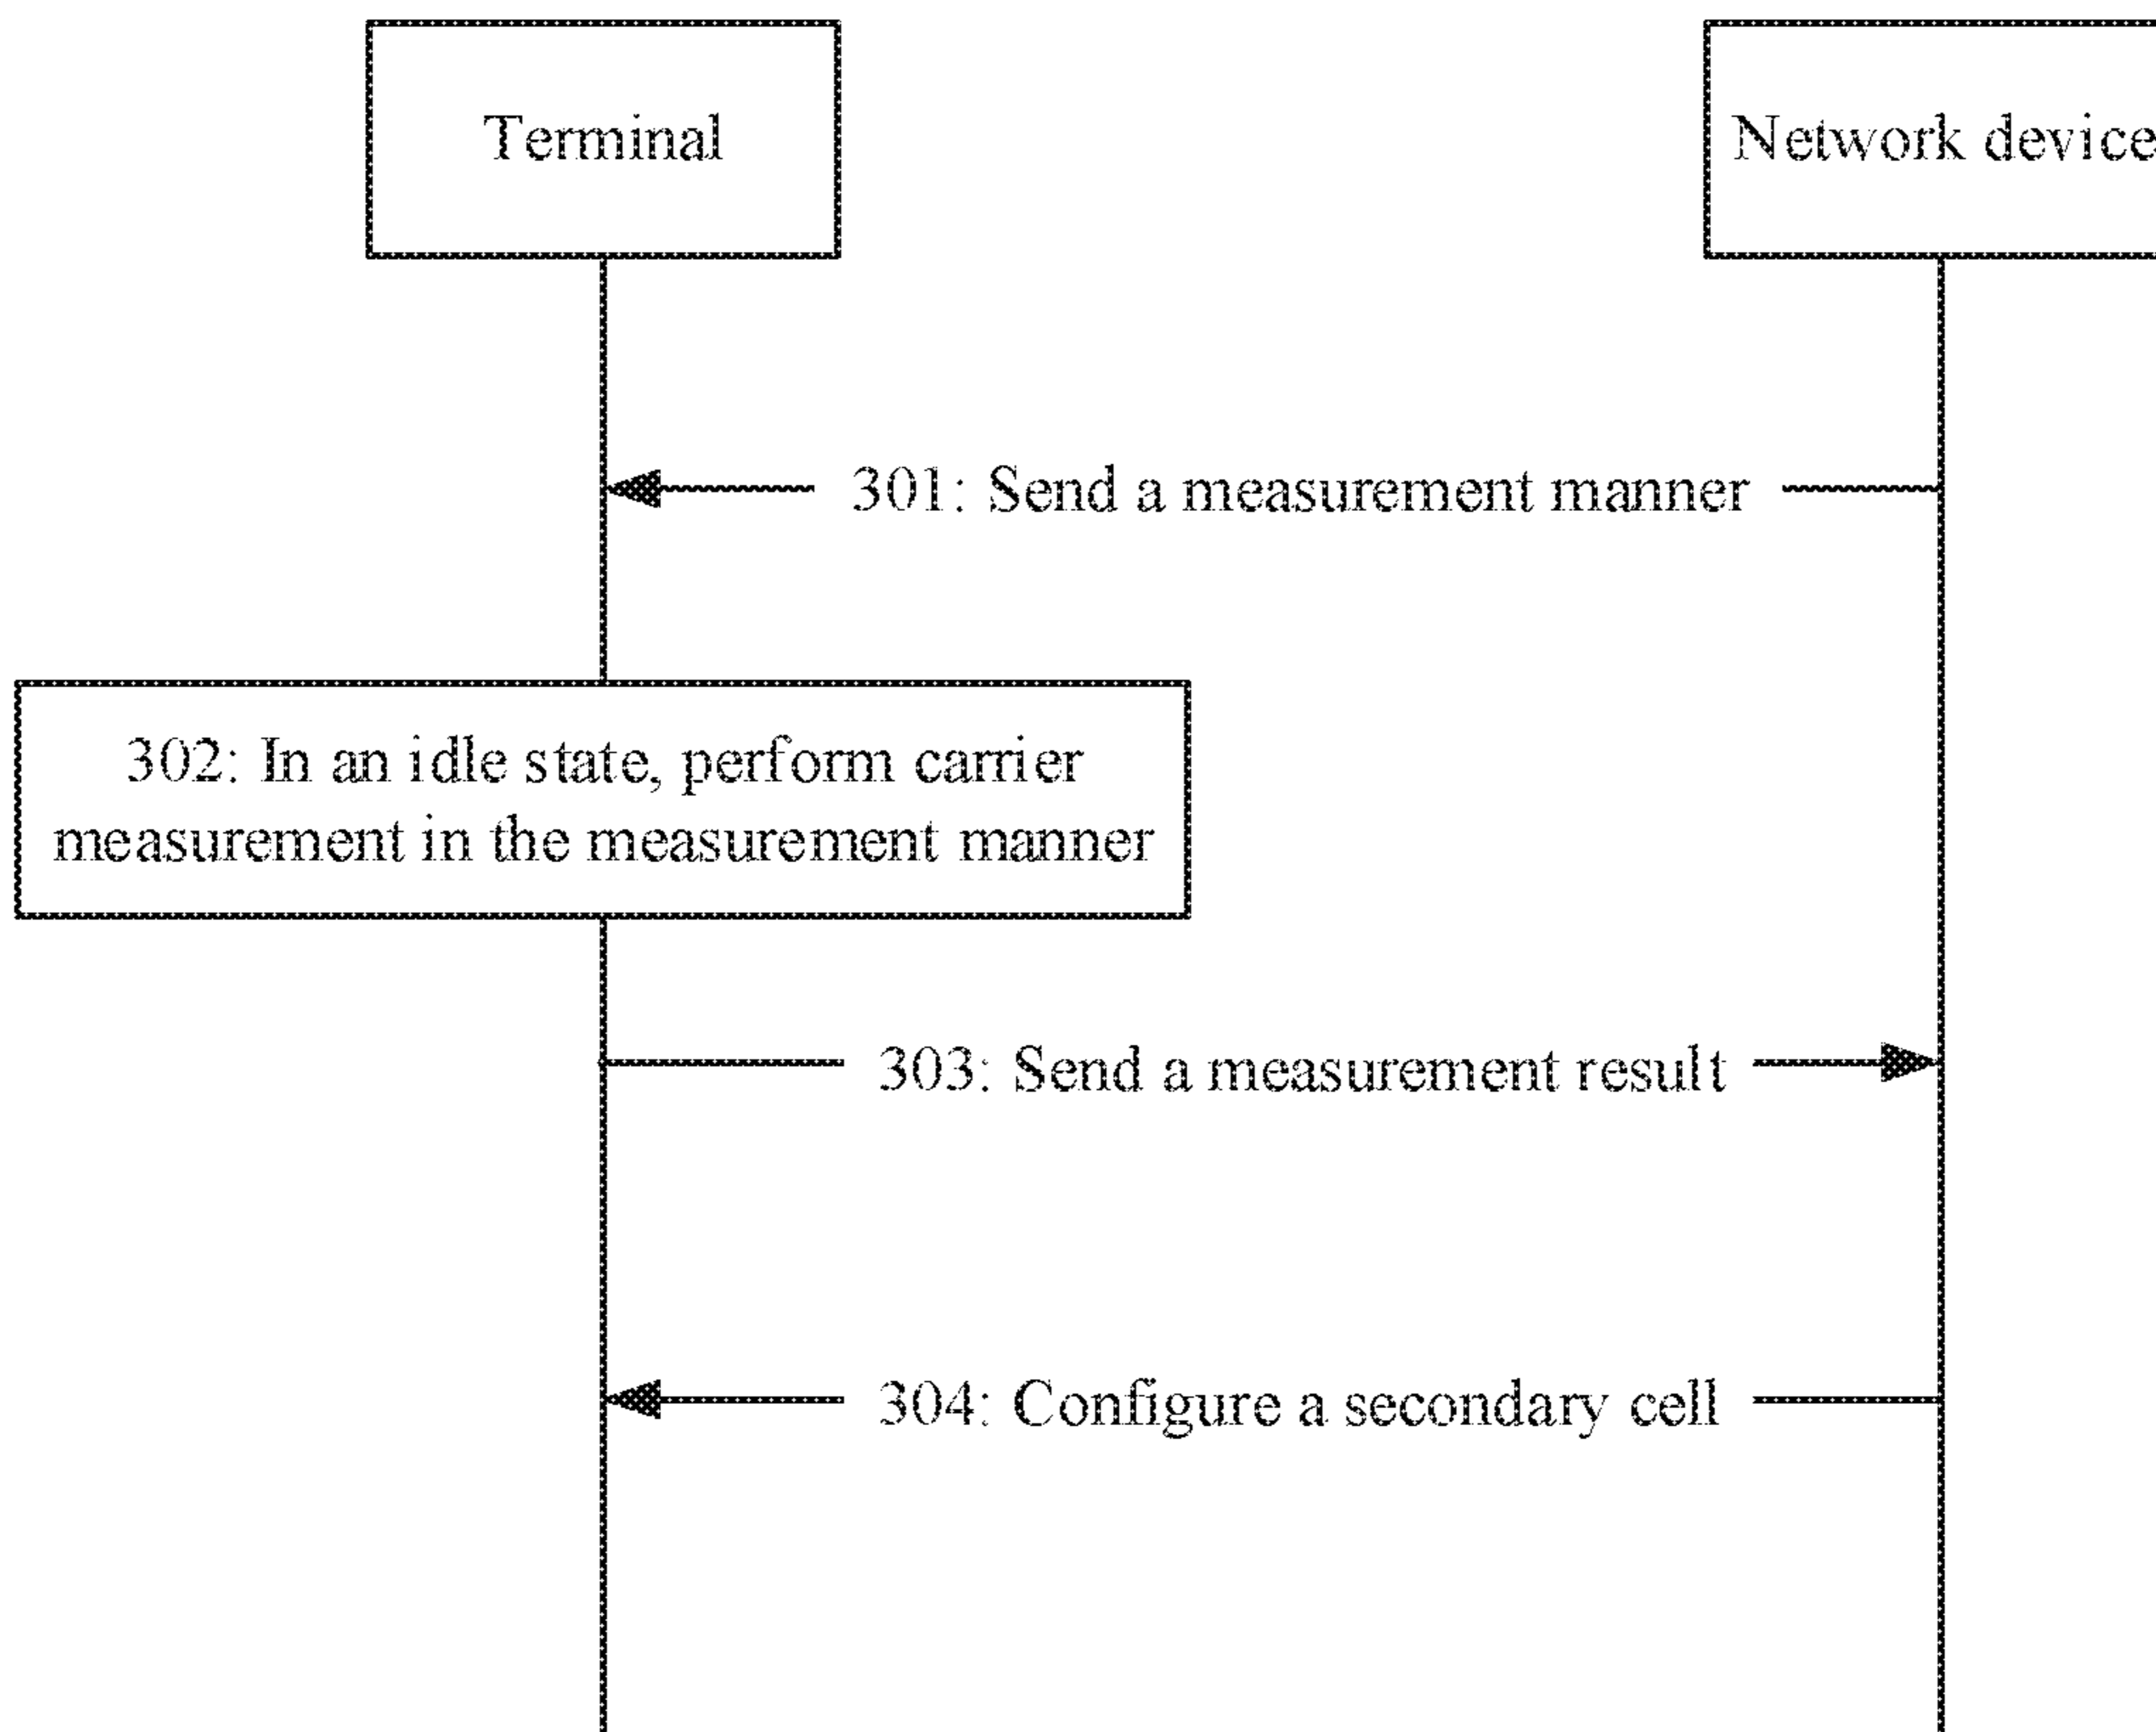 Terminal
Network device
301: Send a measurement manner
302: In an idle state, perform carrier
measurement in the measurement manner
303: Send a measurement result
304: Configure a secondary cell